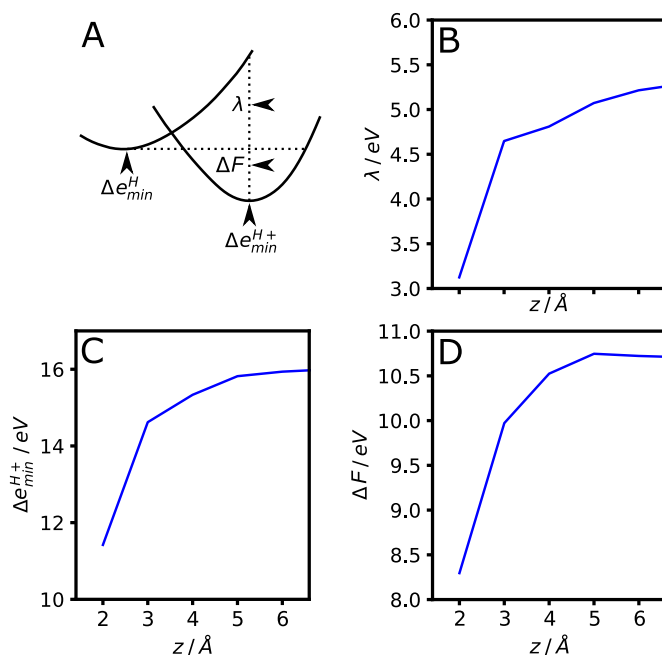 A
λ
ΔF
Δe^H_min
Δe^H+_min
B
6.0
5.5
5.0
4.5
4.0
3.5
3.0
λ / eV
z / Å
C
16
14
12
10
Δe^H+_min / eV
2 3 4 5 6
z / Å
D
11.0
10.5
10.0
9.5
9.0
8.5
8.0
ΔF / eV
2 3 4 5 6
z / Å